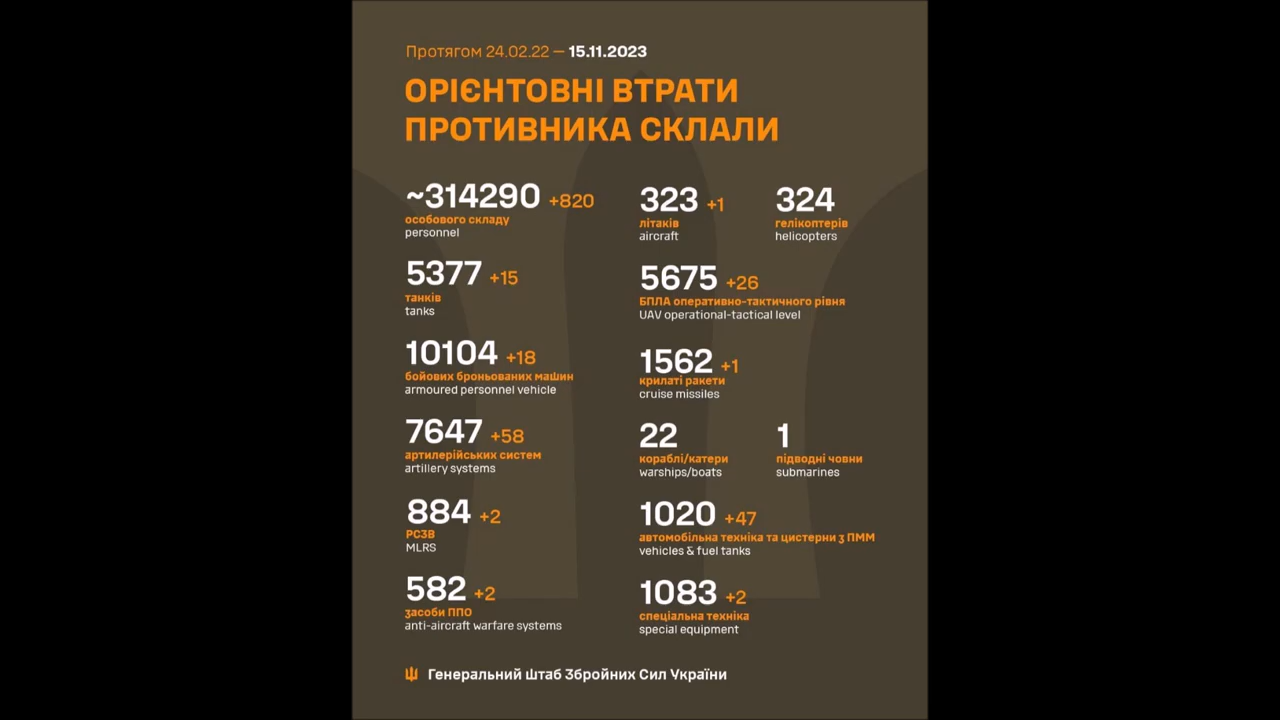 Протягом 24.02.22 — 15.11.2023
ОРІЄНТОВНІ ВТРАТИ
ПРОТИВНИКА СКЛАЛИ
~314290 +820
особового складу
personnel
323 +1
літаків
aircraft
324
гелікоптерів
helicopters
5377 +15
танків
tanks
5675 +26
БПЛА оперативно-тактичного рівня
UAV operational-tactical level
10104 +18
бойових броньованих машин
armoured personnel vehicle
1562 +1
крилаті ракети
cruise missiles
7647 +58
артилерійських систем
artillery systems
22
кораблі/катери
warships/boats
1
підводні човни
submarines
884 +2
РСЗВ
MLRS
1020 +47
автомобільна техніка та цистерни з ПММ
vehicles & fuel tanks
582 +2
засоби ППО
anti-aircraft warfare systems
1083 +2
спеціальна техніка
special equipment
Генеральний штаб Збройних Сил України